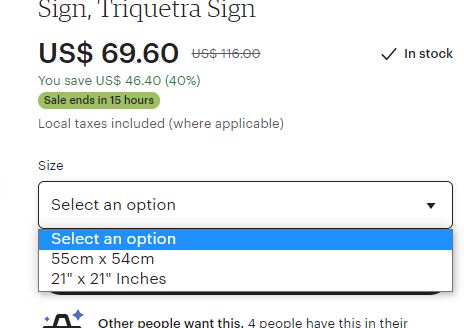 Sign, Triquetra Sign
US$ 69.60 US$ 116.00 In stock
You save US$ 46.40 (40%)
Sale ends in 15 hours
Local taxes included (where applicable)
Size
Select an option
Select an option
55cm x 54cm
21" x 21" Inches
Other people want this. 4 people have this in their